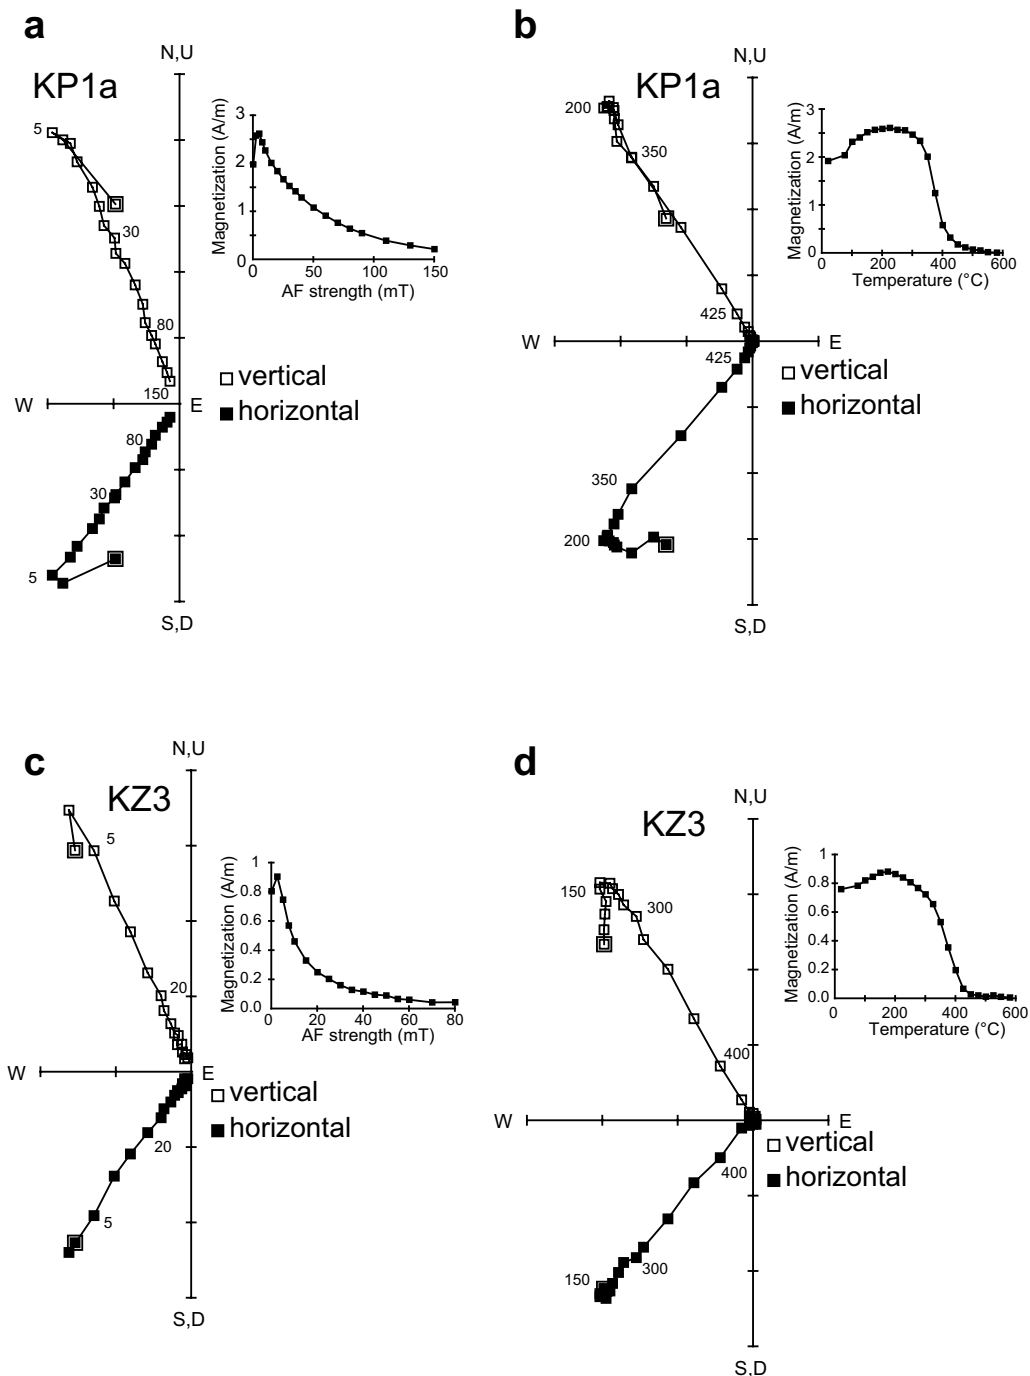 a
N,U
KP1a
5
30
80
150
W
E
80
30
5
S,D
Magnetization (A/m)
3
2
1
0
0 50 100 150
AF strength (mT)
vertical
horizontal
b
N,U
KP1a
200
350
425
W
E
425
350
200
S,D
Magnetization (A/m)
3
2
1
0
0 200 400 600
Temperature (°C)
vertical
horizontal
c
N,U
KZ3
5
20
W
E
20
5
S,D
Magnetization (A/m)
1
0.8
0.6
0.4
0.2
0.0
0 20 40 60 80
AF strength (mT)
vertical
horizontal
d
N,U
KZ3
150
300
400
W
E
400
300
150
S,D
Magnetization (A/m)
1
0.8
0.6
0.4
0.2
0.0
0 200 400 600
Temperature (°C)
vertical
horizontal